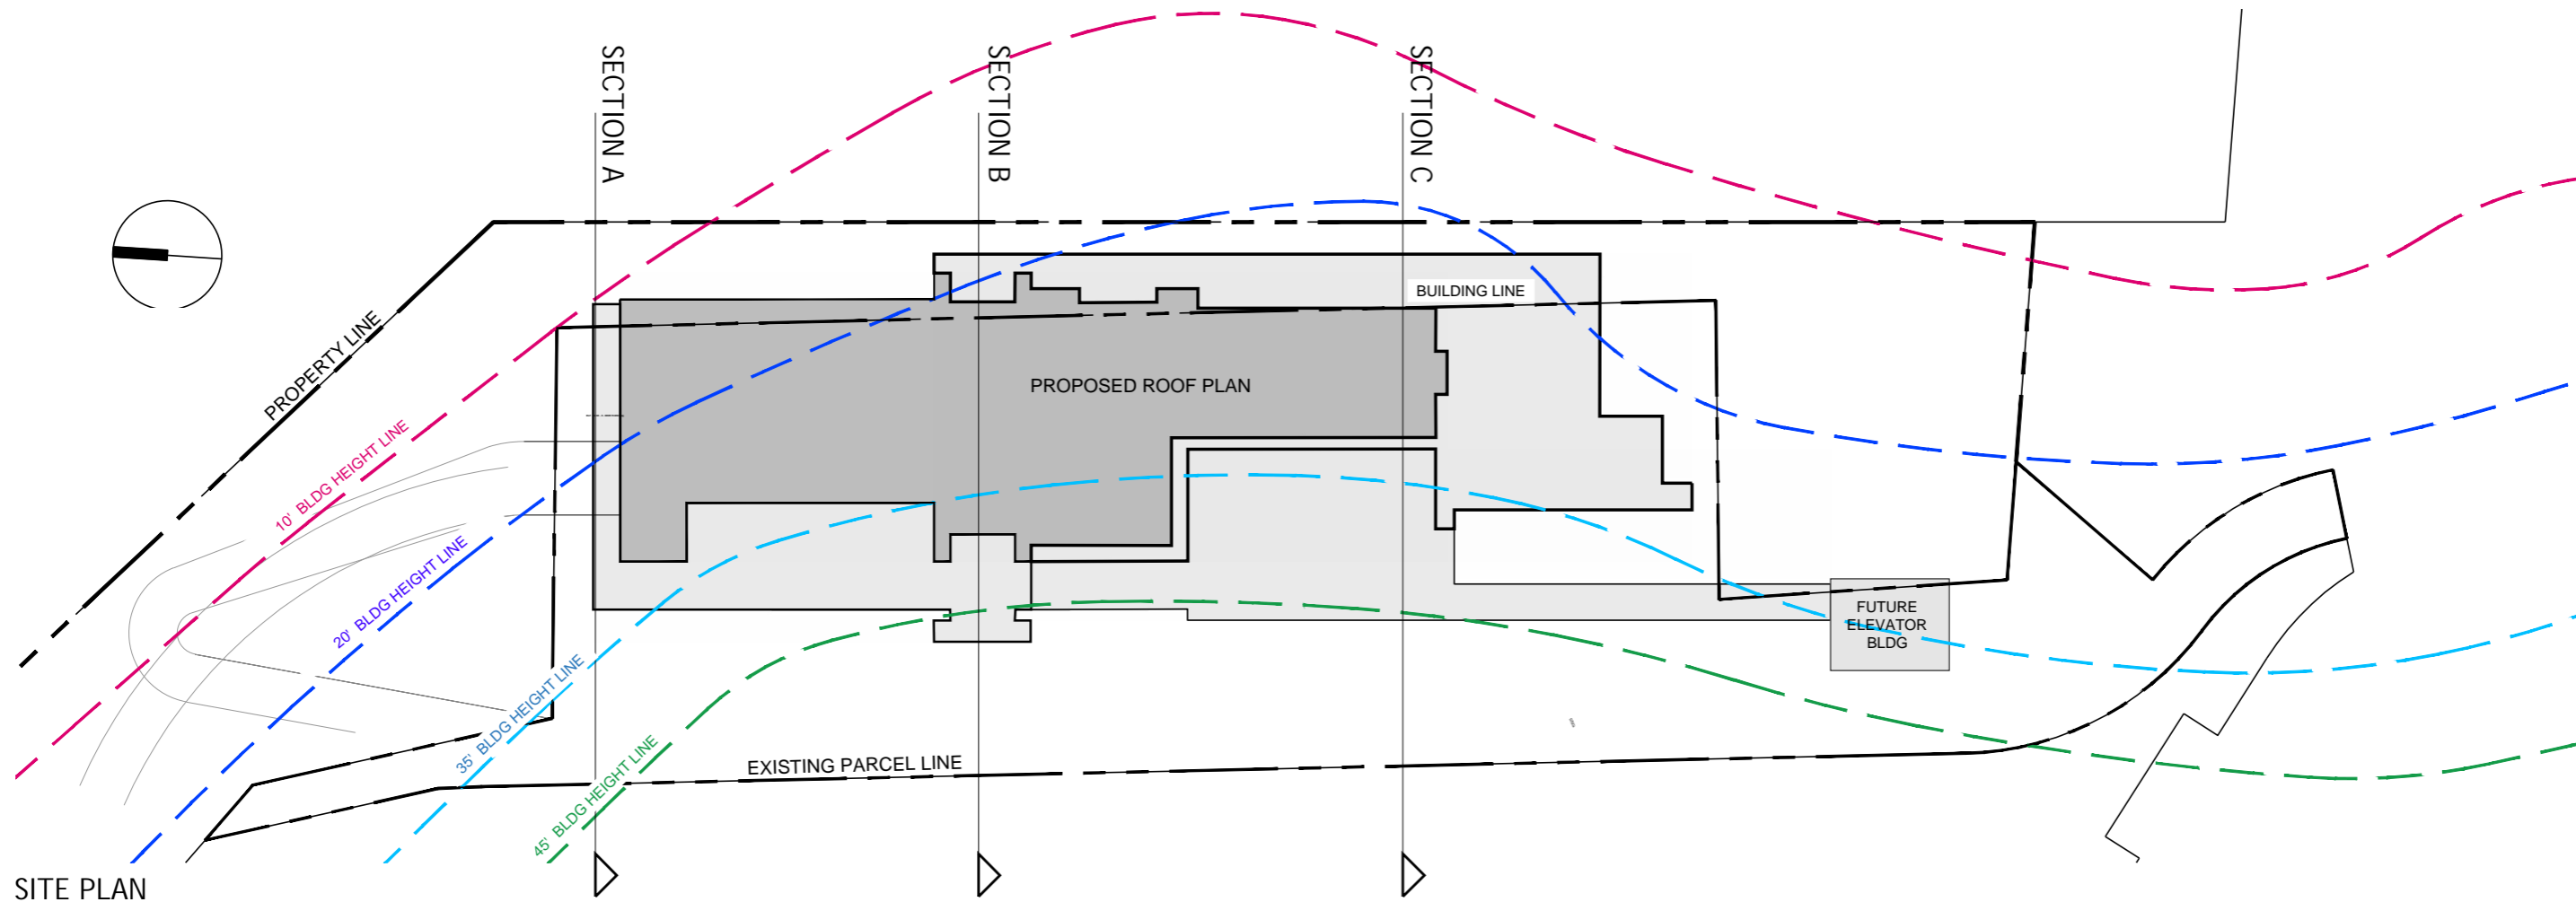 SECTION A
SECTION B
SECTION C
BUILDING LINE
PROPERTY LINE
PROPOSED ROOF PLAN
10' BLDG HEIGHT LINE
20' BLDG HEIGHT LINE
35' BLDG HEIGHT LINE
45' BLDG HEIGHT LINE
FUTURE
ELEVATOR
BLDG
EXISTING PARCEL LINE
SITE PLAN